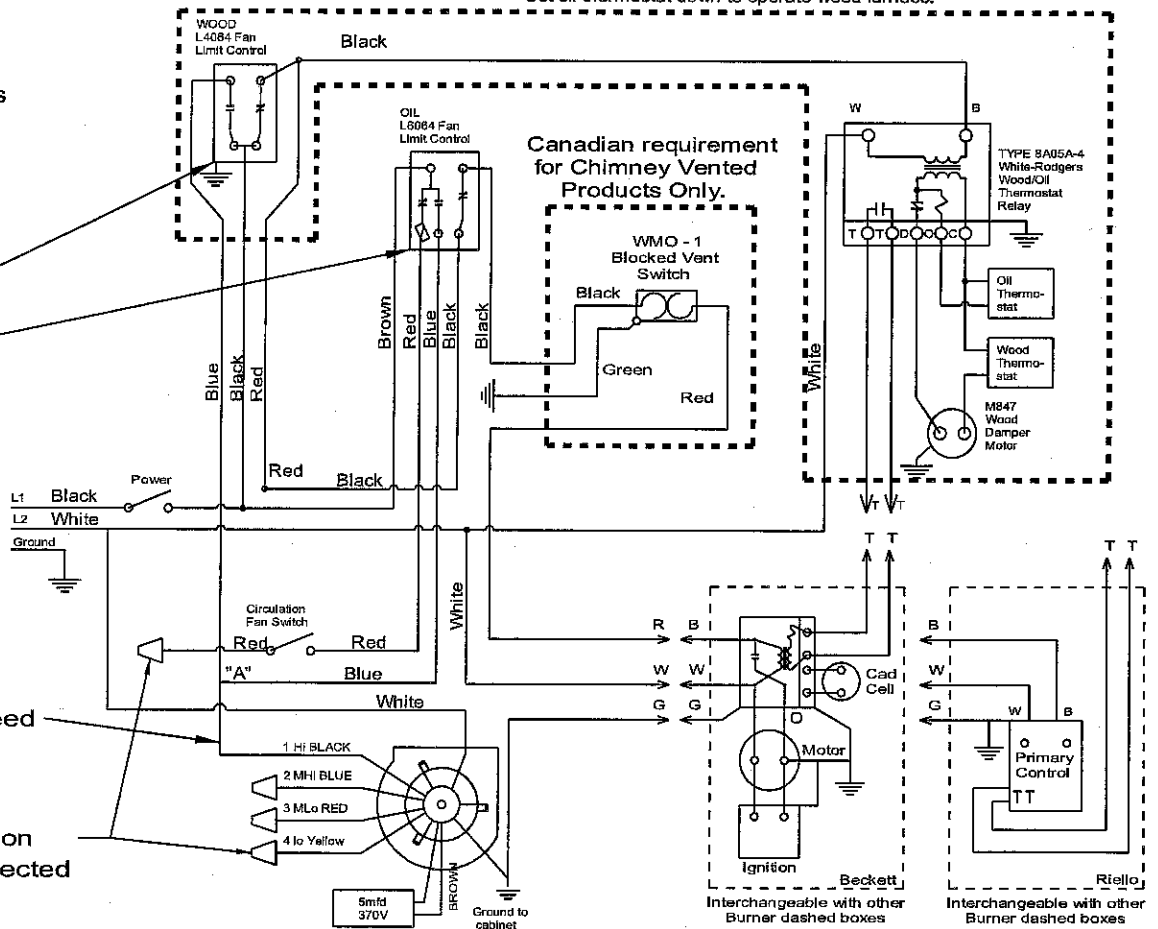 WOOD
L4064 Fan
Limit Control
Black
s
OIL
L6064 Fan
Limit Control
Canadian requirement
for Chimney Vented
Products Only.
WMO - 1
Blocked Vent
Switch
Black
Green
Red
W
B
TYPE 8A05A-4
White-Rodgers
Wood/Oil
Thermostat
Relay
T
T
D
O
C
Oil
Thermo-
stat
Wood
Thermo-
stat
M847
Wood
Damper
Motor
White
Brown
Red
Blue
Black
Black
Blue
Black
Red
Red
Black
L1
Black
Power
L2
White
Ground
T
T
T
T
T
T
Circulation
Fan Switch
Red
Red
"A"
Blue
White
White
eed
1 Hi BLACK
2 MHI BLUE
3 MLo RED
4 lo Yellow
on
ected
5mfd
370V
BROWN
Ground to
cabinet
R
B
W
W
G
G
Cad
Cell
Motor
Ignition
Beckett
Interchangeable with other
Burner dashed boxes
B
W
G
W
B
Primary
Control
TT
Riello
Interchangeable with other
Burner dashed boxes